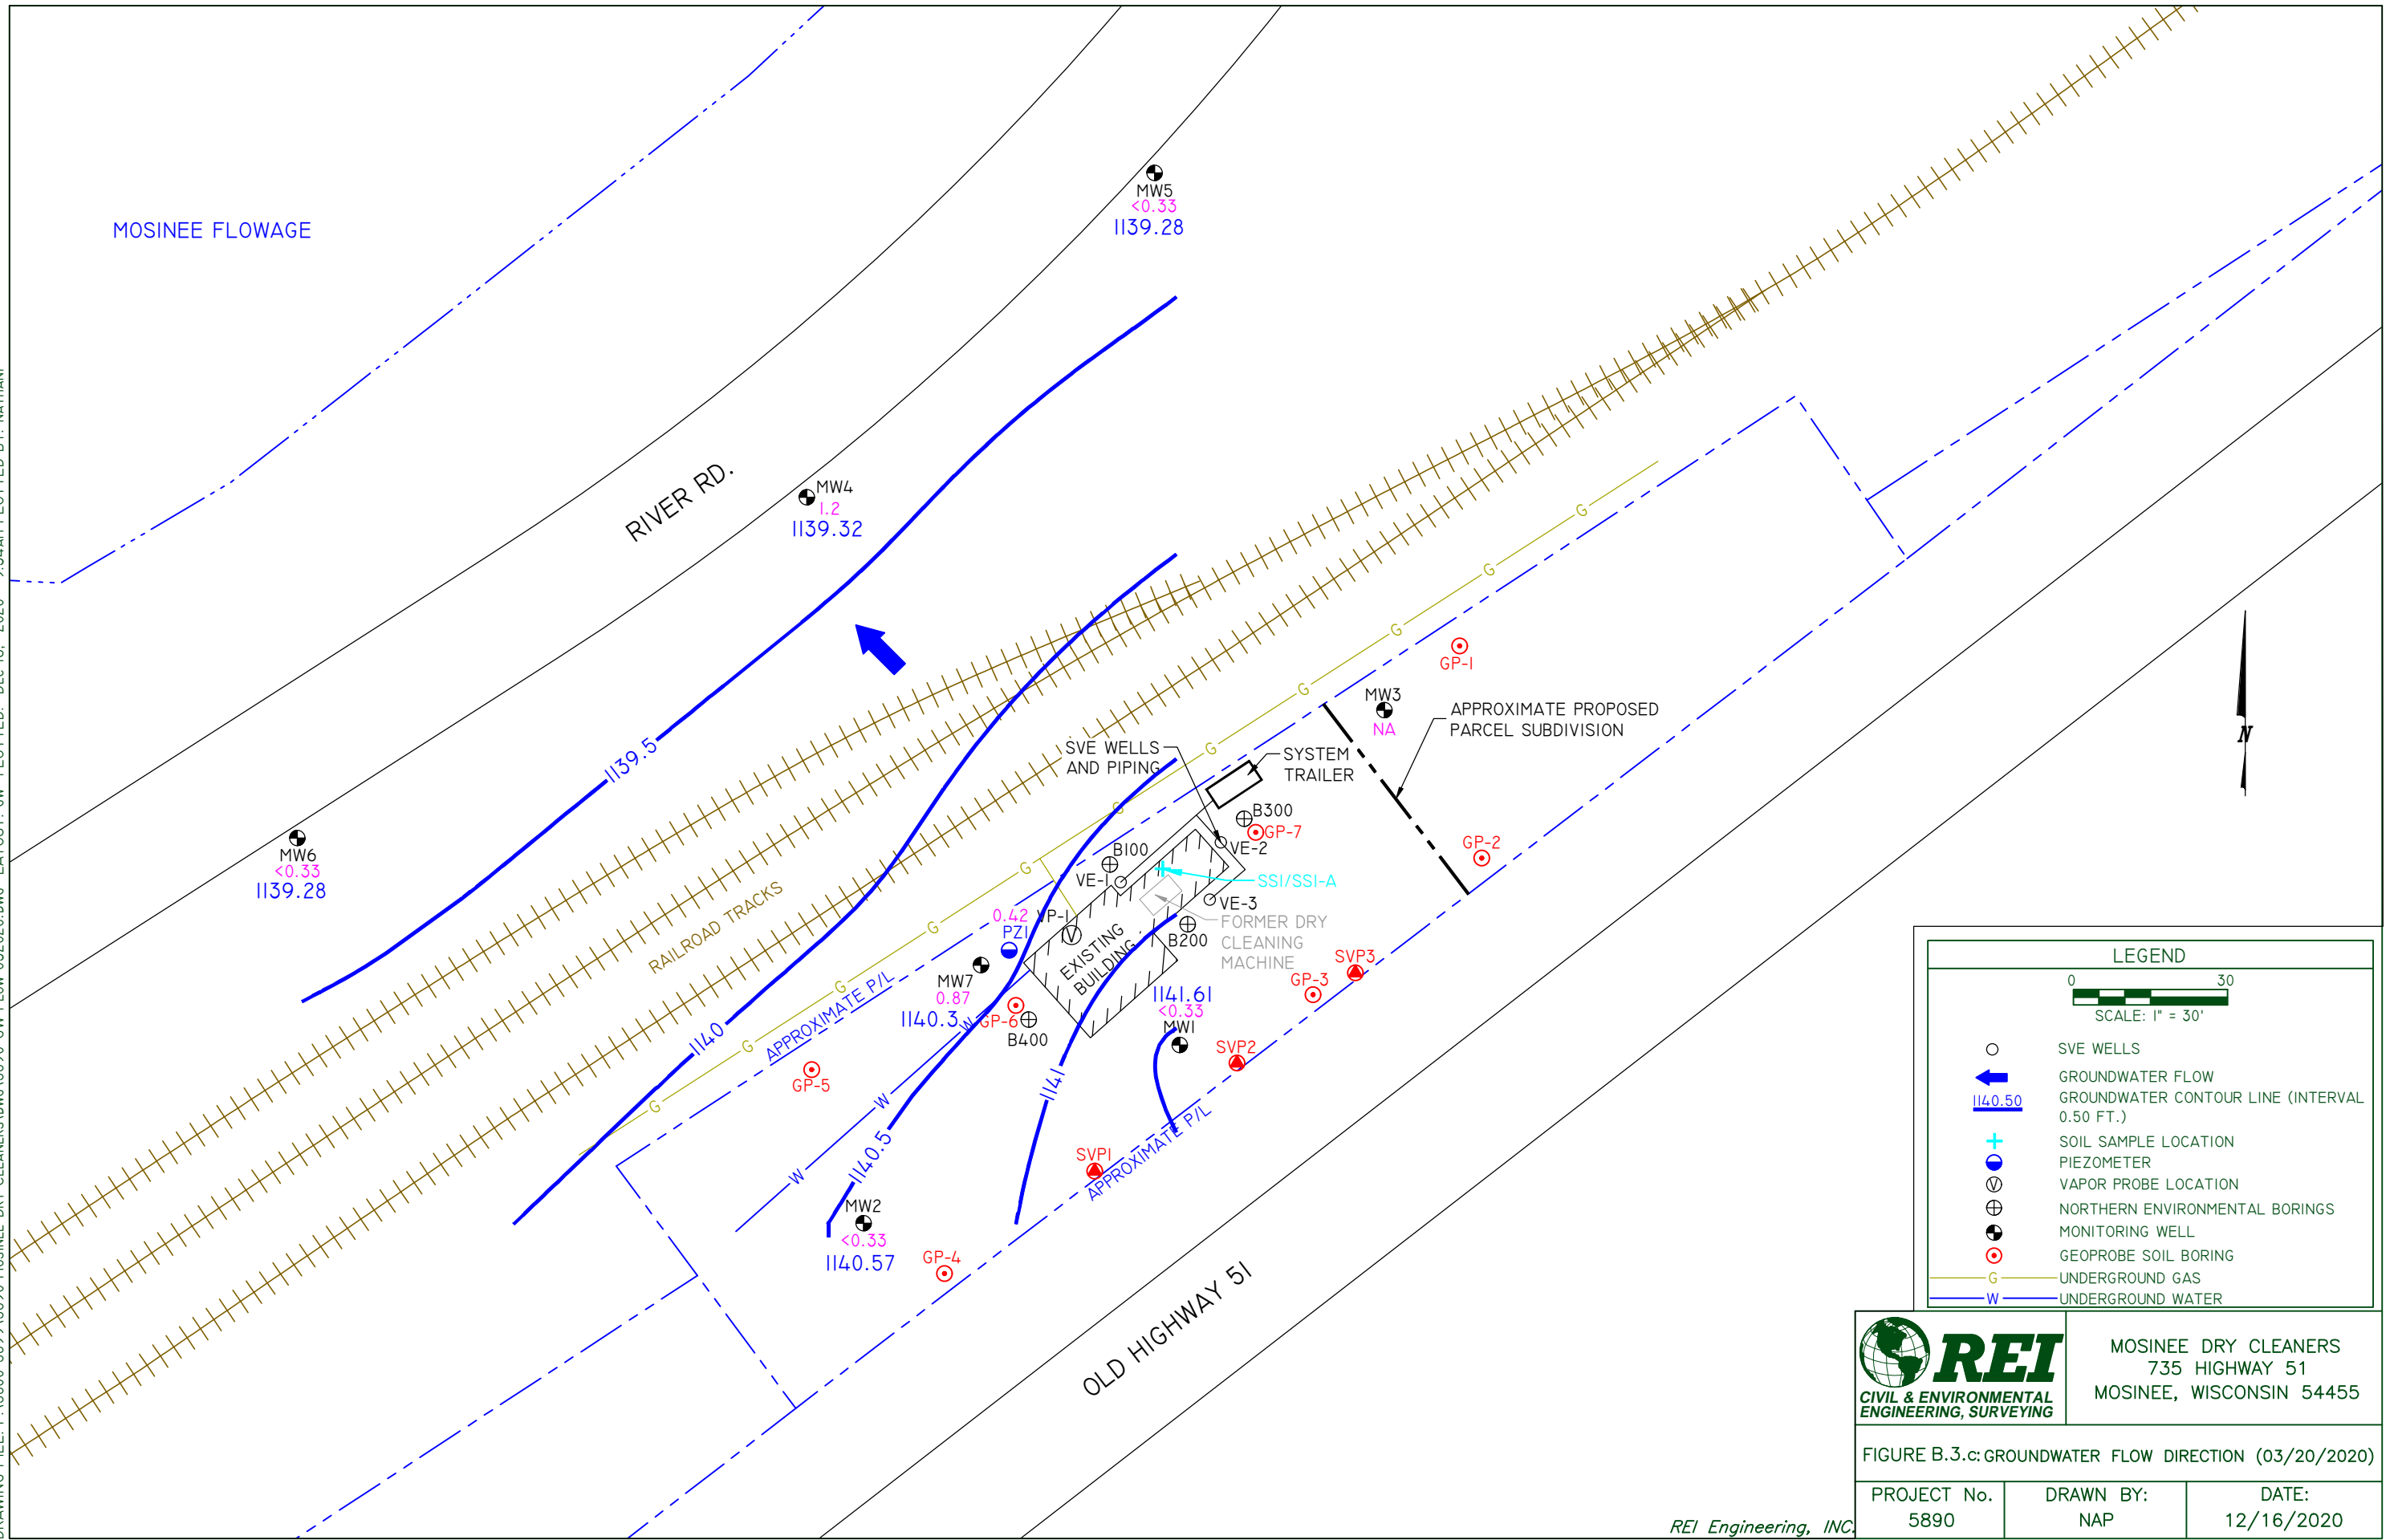 MOSINEE FLOWAGE
MW5
<0.33
1139.28
RIVER RD.
MW4
1.2
1139.32
MW6
<0.33
1139.28
1139.5
RAILROAD TRACKS
1140
APPROXIMATE P/L
G
G
G
G
G
G
G
G
G
G
G
G
W
W
W
GP-1
MW3
NA
APPROXIMATE PROPOSED
PARCEL SUBDIVISION
SVE WELLS
AND PIPING
SYSTEM
TRAILER
B300
GP-7
GP-2
B100
VE-2
VE-1
SS1/SS1-A
VE-3
0.42
VP-1
V
PZ1
EXISTING
BUILDING
B200
FORMER DRY
CLEANING
MACHINE
MW7
0.87
1140.3
GP-6
B400
SVP3
GP-3
1141.61
<0.33
MW1
SVP2
GP-5
1141
1140.5
SVP1
APPROXIMATE P/L
MW2
<0.33
1140.57
GP-4
OLD HIGHWAY 51
N
LEGEND
0 30
SCALE: 1" = 30'
SVE WELLS
GROUNDWATER FLOW
1140.50 GROUNDWATER CONTOUR LINE (INTERVAL
0.50 FT.)
SOIL SAMPLE LOCATION
PIEZOMETER
V VAPOR PROBE LOCATION
NORTHERN ENVIRONMENTAL BORINGS
MONITORING WELL
GEOPROBE SOIL BORING
G UNDERGROUND GAS
W UNDERGROUND WATER
REI
CIVIL & ENVIRONMENTAL
ENGINEERING, SURVEYING
MOSINEE DRY CLEANERS
735 HIGHWAY 51
MOSINEE, WISCONSIN 54455
FIGURE B.3.c: GROUNDWATER FLOW DIRECTION (03/20/2020)
PROJECT No.
5890
DRAWN BY:
NAP
DATE:
12/16/2020
REI Engineering, INC.